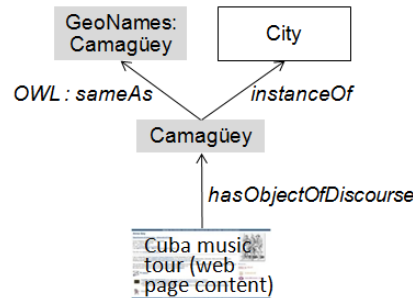 GeoNames:
Camagüey
City
OWL : sameAs
instanceOf
Camagüey
hasObjectOfDiscourse
Cuba music
tour (web
page content)